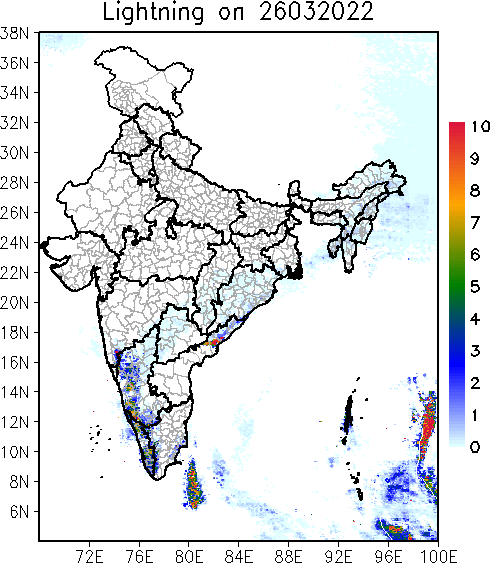 Lightning on 26032022
38N
36N
34N
32N
30N
28N
26N
24N
22N
20N
18N
16N
14N
12N
10N
8N
6N
72E 76E 80E 84E 88E 92E 96E 100E
10
9
8
7
6
5
4
3
2
1
0